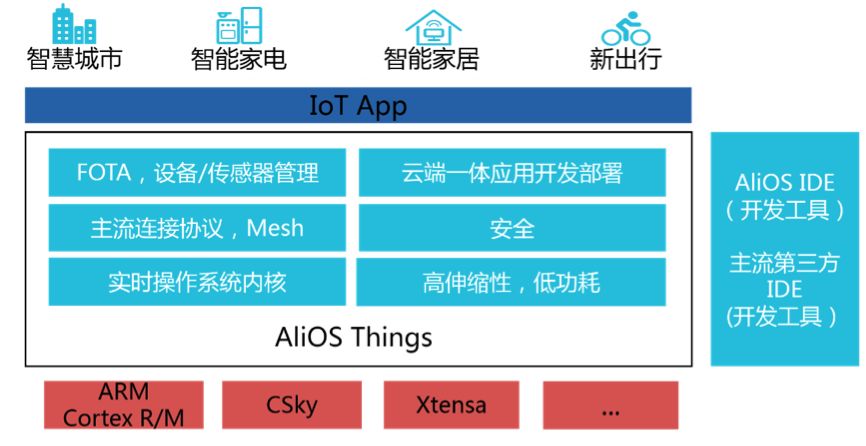 智慧城市
智能家电
智能家居
新出行
IoT App
FOTA，设备/传感器管理
云端一体应用开发部署
主流连接协议，Mesh
安全
实时操作系统内核
高伸缩性，低功耗
AliOS Things
AliOS IDE
（开发工具）
主流第三方
IDE
(开发工具）
ARM
Cortex R/M
CSky
Xtensa
...